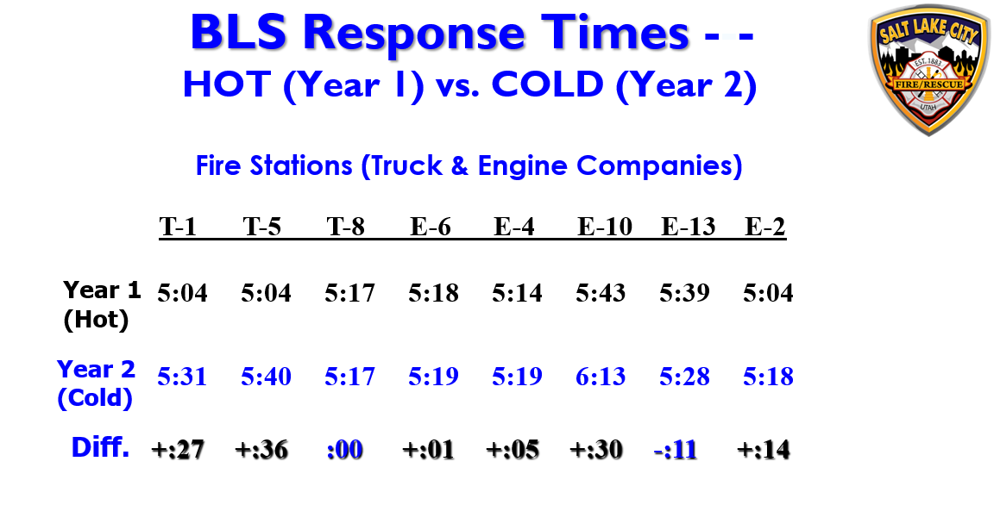 BLS Response Times - -
HOT (Year 1) vs. COLD (Year 2)
SALT LAKE CITY
EST. 1883
FIRE/RESCUE
UTAH
Fire Stations (Truck & Engine Companies)
T-1 T-5 T-8 E-6 E-4 E-10 E-13 E-2
Year 1 5:04 5:04 5:17 5:18 5:14 5:43 5:39 5:04
(Hot)
Year 2 5:31 5:40 5:17 5:19 5:19 6:13 5:28 5:18
(Cold)
Diff. +:27 +:36 :00 +:01 +:05 +:30 -:11 +:14